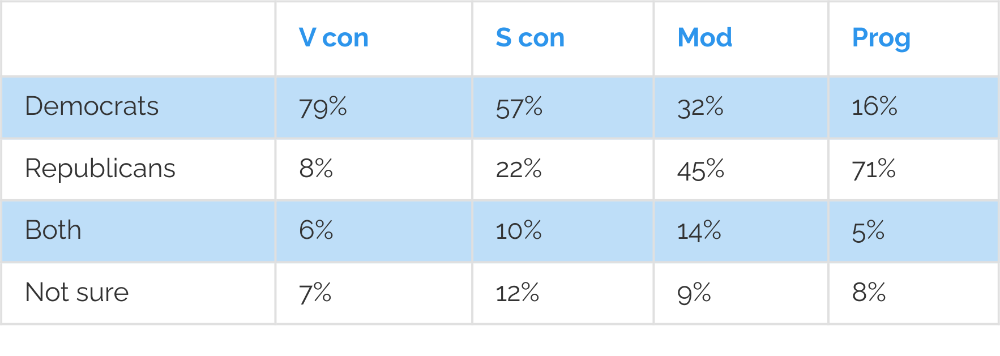 V con S con Mod Prog
Democrats 79% 57% 32% 16%
Republicans 8% 22% 45% 71%
Both 6% 10% 14% 5%
Not sure 7% 12% 9% 8%